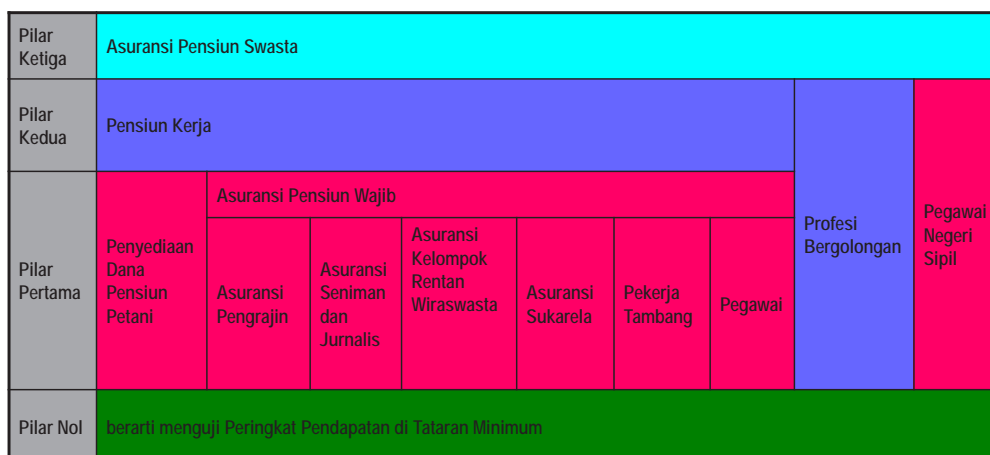 Pilar
Ketiga
Asuransi Pensiun Swasta
Pilar
Kedua
Pensiun Kerja
Profesi
Bergolongan
Pegawai
Negeri
Sipil
Pilar
Pertama
Penyediaan
Dana
Pensiun
Petani
Asuransi Pensiun Wajib
Asuransi
Pengrajin
Asuransi
Seniman
dan
Jurnalis
Asuransi
Kelompok
Rentan
Wiraswasta
Asuransi
Sukarela
Pekerja
Tambang
Pegawai
Pilar Nol
berarti menguji Peringkat Pendapatan di Tataran Minimum